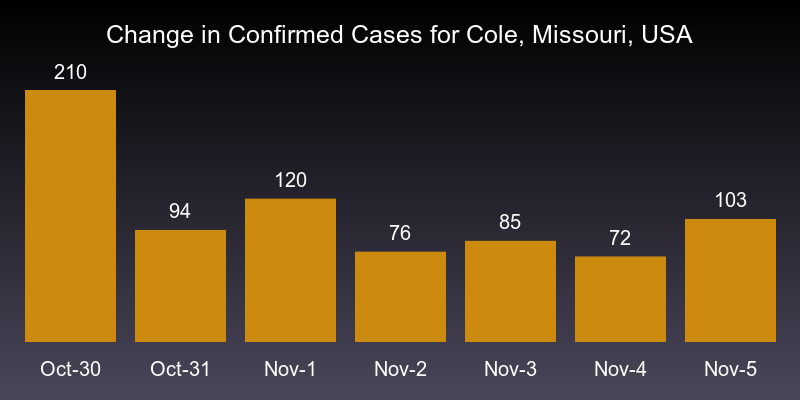 Change in Confirmed Cases for Cole, Missouri, USA
210
94
120
76
85
72
103
Oct-30
Oct-31
Nov-1
Nov-2
Nov-3
Nov-4
Nov-5